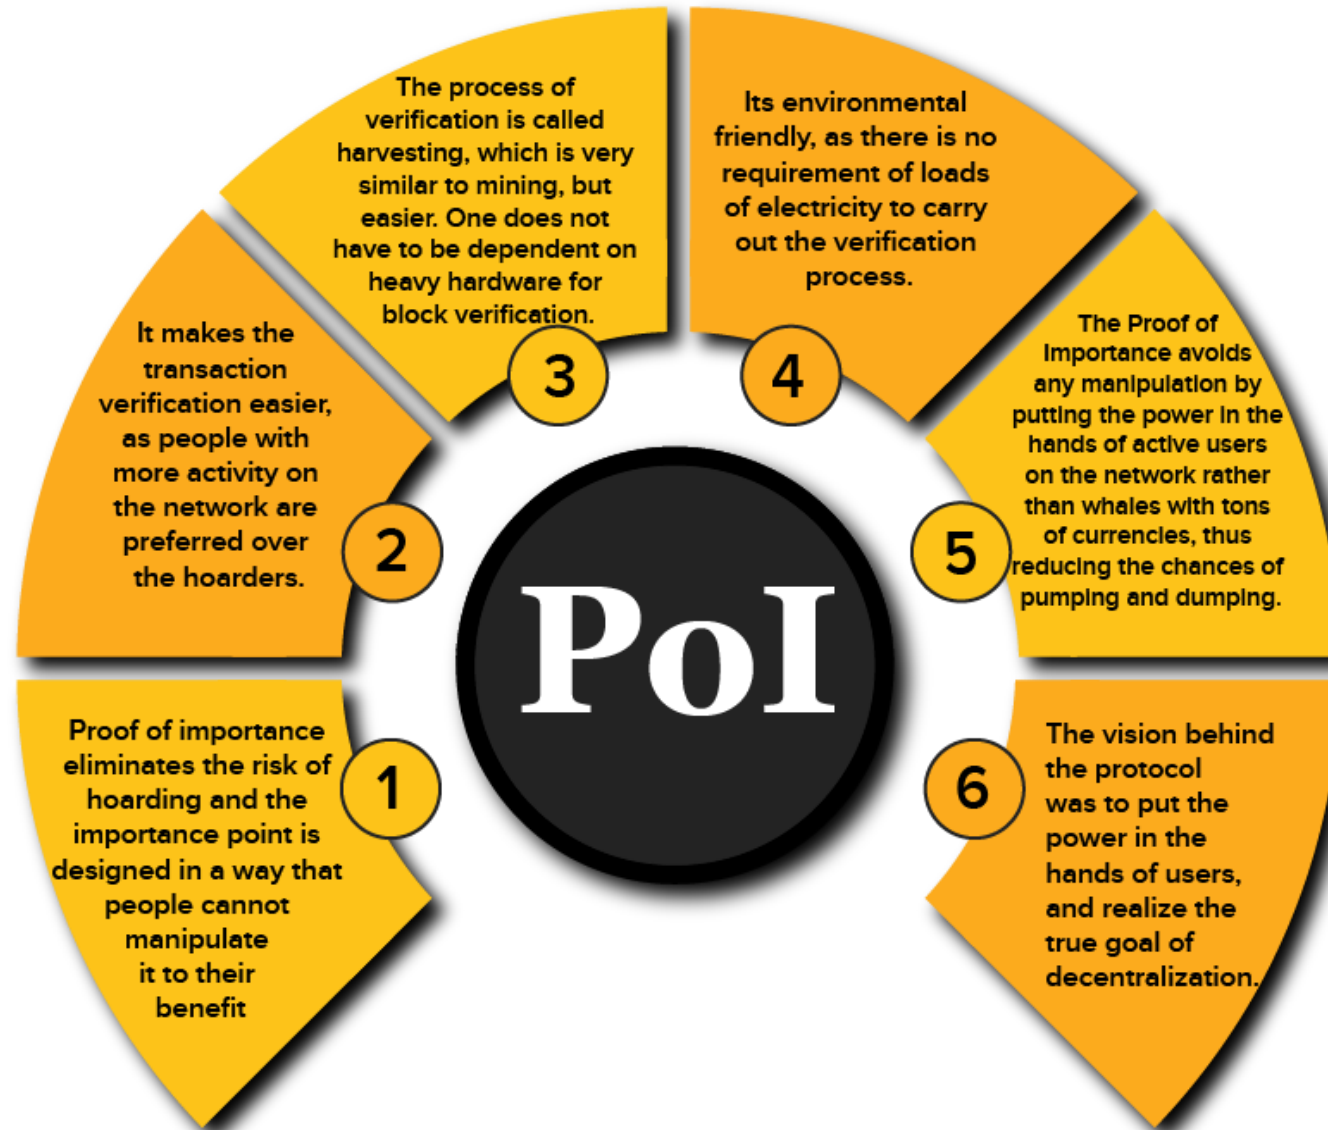 Proof of importance
eliminates the risk of
hoarding and the
importance point is
designed in a way that
people cannot
manipulate
it to their
benefit
1
It makes the
transaction
verification easier,
as people with
more activity on
the network are
preferred over
the hoarders.
2
The process of
verification is called
harvesting, which is very
similar to mining, but
easier. One does not
have to be dependent on
heavy hardware for
block verification.
3
Its environmental
friendly, as there is no
requirement of loads
of electricity to carry
out the verification
process.
4
The Proof of
Importance avoids
any manipulation by
putting the power in the
hands of active users
on the network rather
than whales with tons
of currencies, thus
reducing the chances of
pumping and dumping.
5
The vision behind
the protocol
was to put the
power in the
hands of users,
and realize the
true goal of
decentralization.
6
PoI